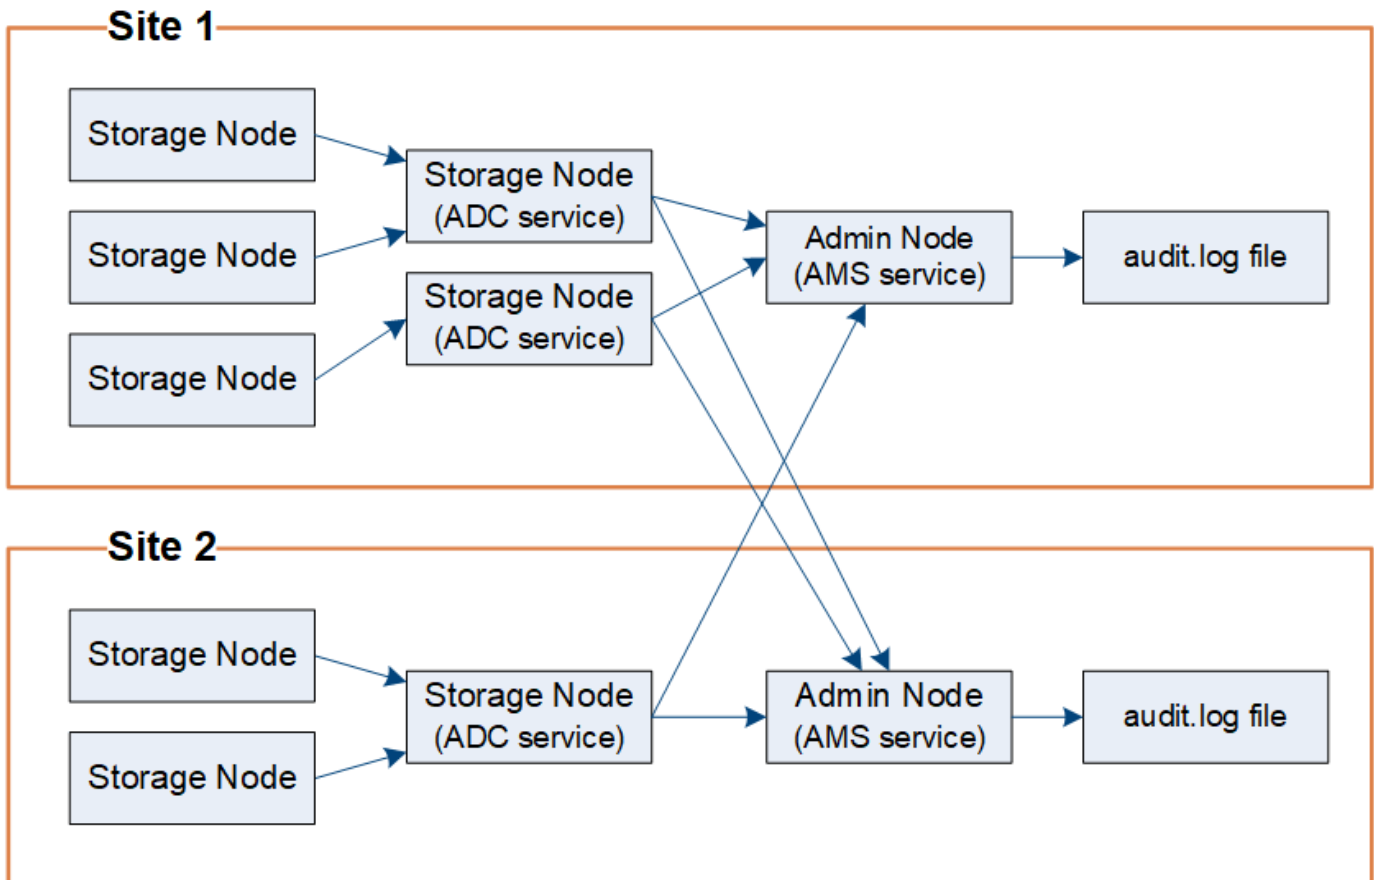 Site 1
Storage Node
Storage Node
Storage Node
Storage Node
(ADC service)
Storage Node
(ADC service)
Admin Node
(AMS service)
audit.log file
Site 2
Storage Node
Storage Node
Storage Node
(ADC service)
Admin Node
(AMS service)
audit.log file